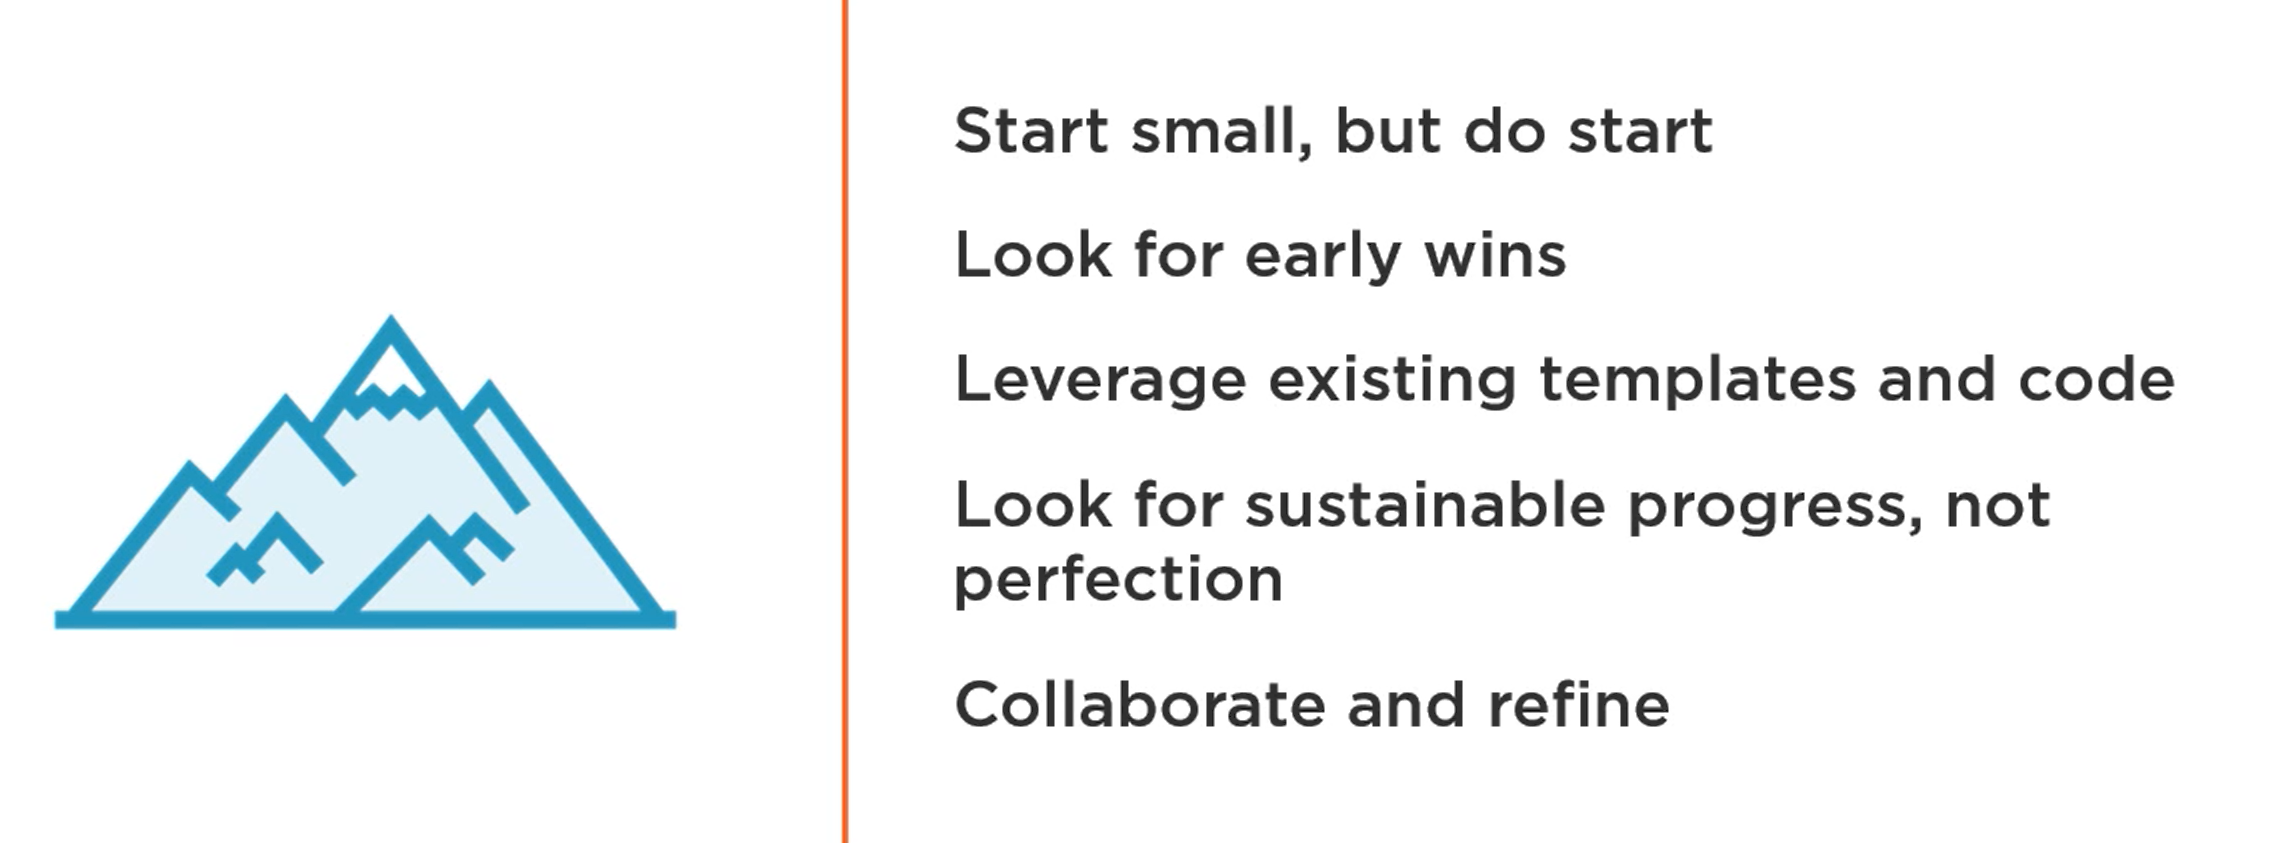 Start small, but do start
Look for early wins
Leverage existing templates and code
Look for sustainable progress, not
perfection
Collaborate and refine